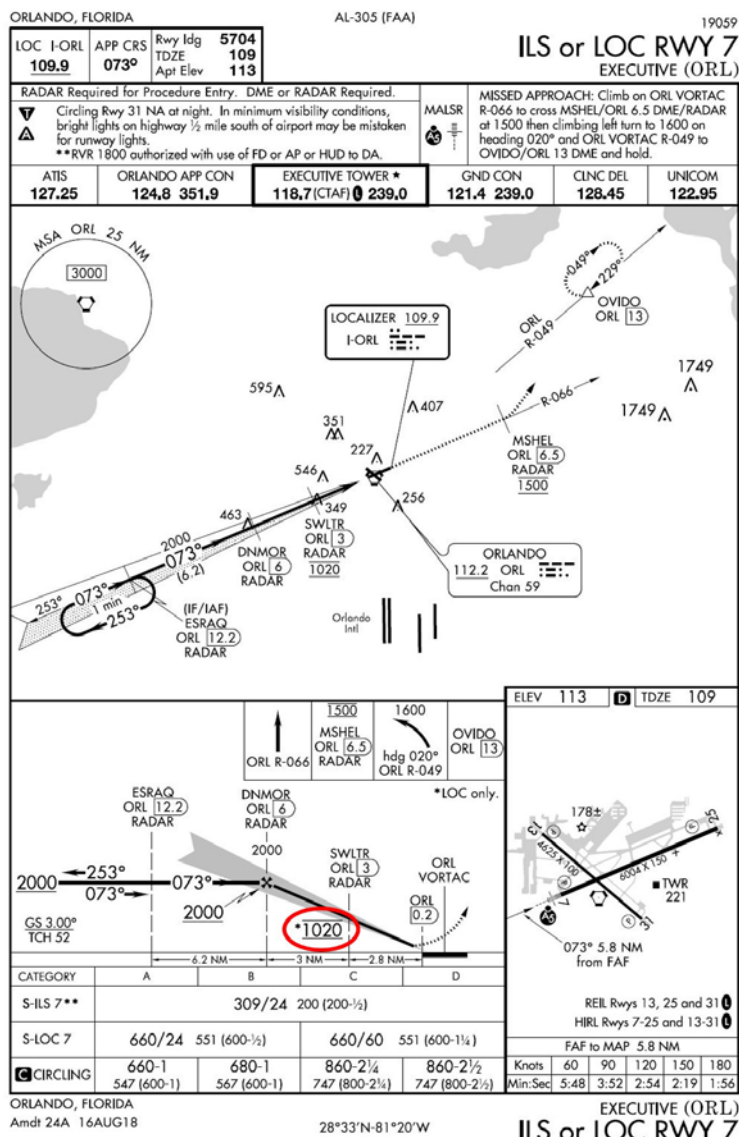 ORLANDO, FLORIDA
AL-305 (FAA)
19059
LOC I-ORL
109.9
APP CRS
073°
Rwy ldg 5704
TDZE 109
Apt Elev 113
ILS or LOC RWY 7
EXECUTIVE (ORL)
RADAR Required for Procedure Entry. DME or RADAR Required.
T
A
Circling Rwy 31 NA at night. In minimum visibility conditions,
bright lights on highway ½ mile south of airport may be mistaken
for runway lights.
**RVR 1800 authorized with use of FD or AP or HUD to DA.
MALSR
A5
MISSED APPROACH: Climb on ORL VORTAC
R-066 to cross MSHEL/ORL 6.5 DME/RADAR
at 1500 then climbing left turn to 1600 on
heading 020° and ORL VORTAC R-049 to
OVIDO/ORL 13 DME and hold.
ATIS
127.25
ORLANDO APP CON
124.8 351.9
EXECUTIVE TOWER ★
118.7(CTAF) L 239.0
GND CON
121.4 239.0
CLNC DEL
128.45
UNICOM
122.95
MSA ORL 25 NM
3000
LOCALIZER 109.9
I-ORL
049°
229°
OVIDO
ORL 13
ORL
R-049
1749
1749
595
407
351
R-066
MSHEL
ORL 6.5
RADAR
1500
227
546
349
256
463
SWLTR
ORL 3
RADAR
1020
2000
073°
(6.2)
DNMOR
ORL 6
RADAR
ORLANDO
112.2 ORL
Chan 59
253°
073°
1 min
253°
(IF/IAF)
ESRAQ
ORL 12.2
RADAR
Orlando
Intl
ORL R-066
1500
MSHEL
ORL 6.5
RADAR
1600
hdg 020°
ORL R-049
OVIDO
ORL 13
*LOC only.
ESRAQ
ORL 12.2
RADAR
DNMOR
ORL 6
RADAR
2000
SWLTR
ORL 3
RADAR
ORL
VORTAC
ORL
0.2
2000
253°
073°
073°
2000
*1020
GS 3.00°
TCH 52
6.2 NM
3 NM
2.8 NM
ELEV 113
D
TDZE 109
178±
13
25
4625 X 100
6004 X 150
P
P
P
TWR
221
7
31
A5
073° 5.8 NM
from FAF
REIL Rwys 13, 25 and 31 L
HIRL Rwys 7-25 and 13-31 L
FAF to MAP 5.8 NM
Knots 60 90 120 150 180
Min:Sec 5:48 3:52 2:54 2:19 1:56
CATEGORY A B C D
S-ILS 7** 309/24 200 (200-½)
S-LOC 7 660/24 551 (600-½) 660/60 551 (600-1¼)
C CIRCLING
660-1
547 (600-1)
680-1
567 (600-1)
860-2¼
747 (800-2¼)
860-2½
747 (800-2½)
ORLANDO, FLORIDA
Amdt 24A 16AUG18
28°33'N-81°20'W
EXECUTIVE (ORL)
ILS or LOC RWY 7